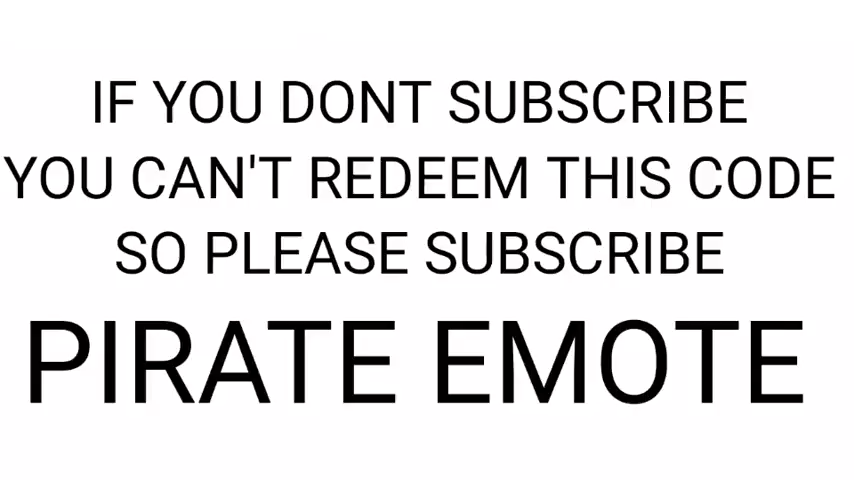 IF YOU DONT SUBSCRIBE
YOU CAN'T REDEEM THIS CODE
SO PLEASE SUBSCRIBE
PIRATE EMOTE